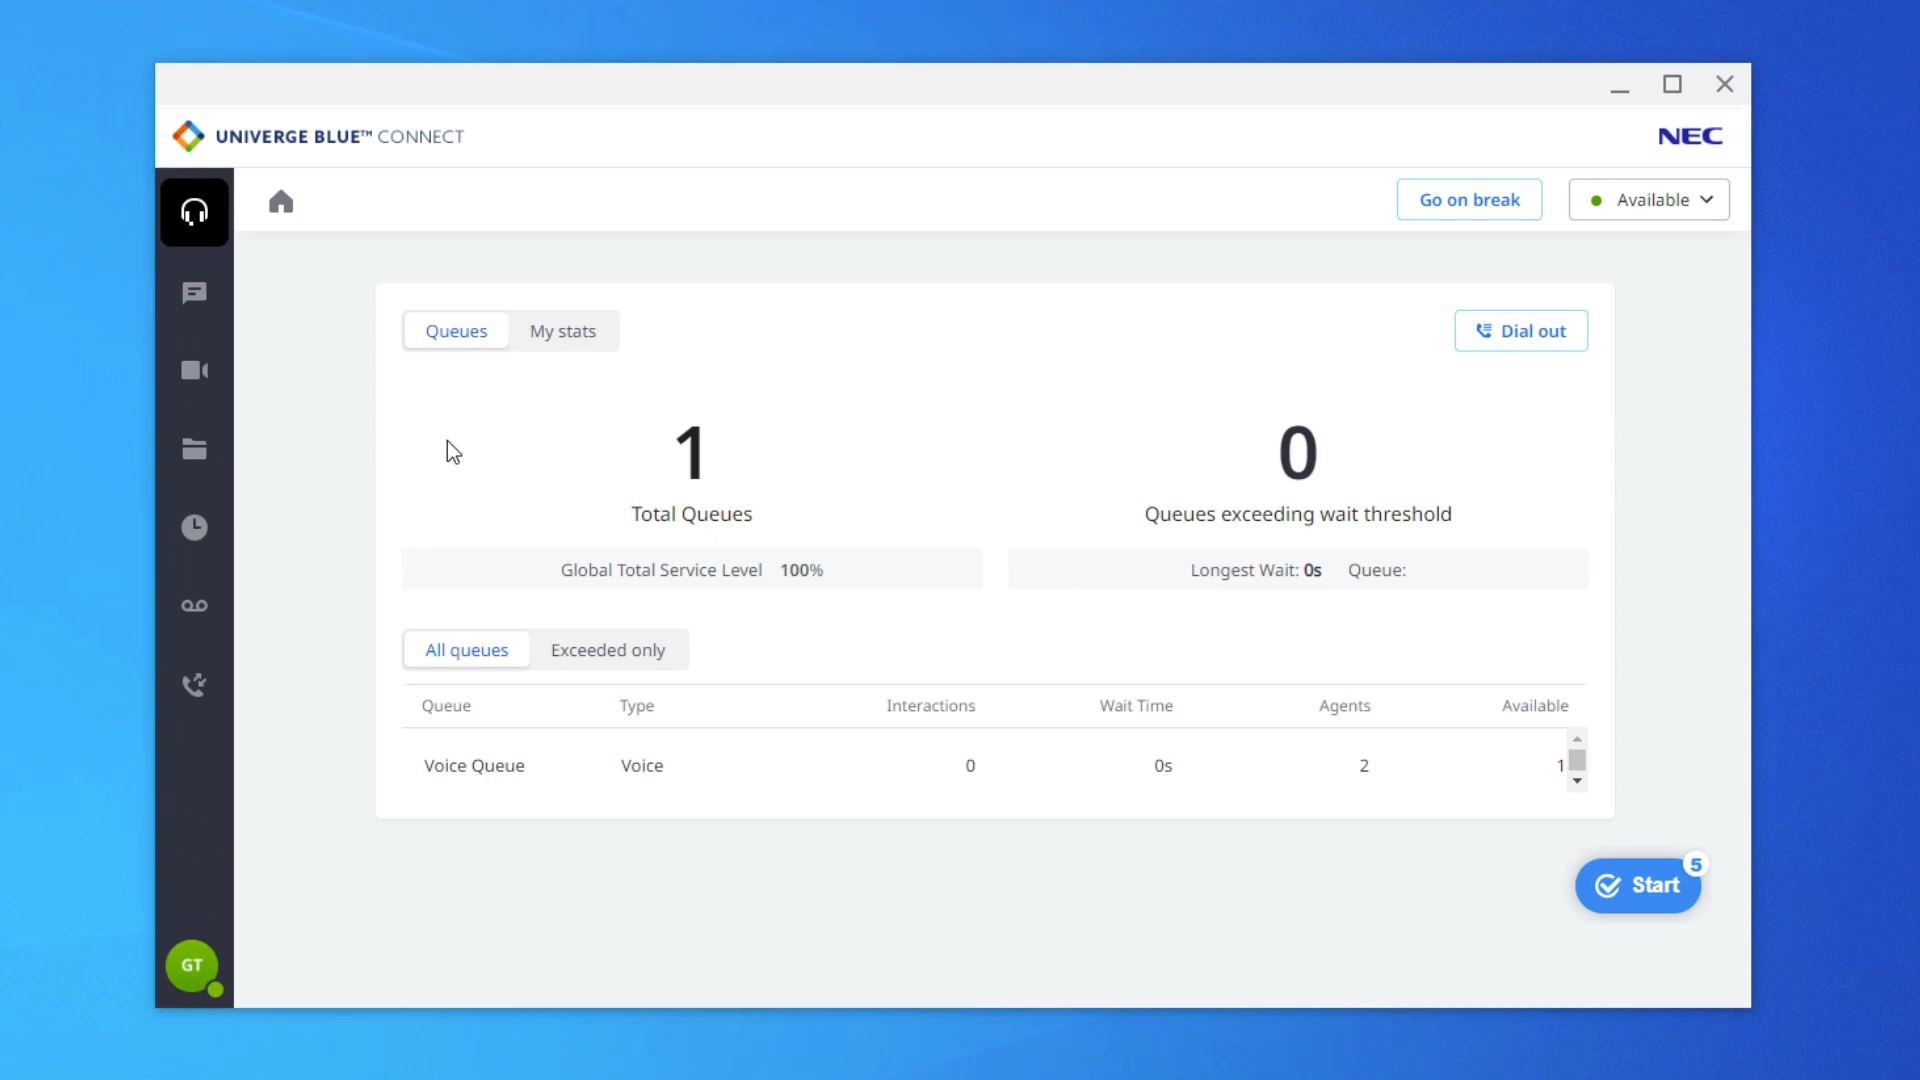 UNIVERGE BLUE™ CONNECT
NEC
Go on break
Available
Queues
My stats
Dial out
1
0
Total Queues
Queues exceeding wait threshold
Global Total Service Level 100%
Longest Wait: 0s Queue:
All queues
Exceeded only
Queue Type Interactions Wait Time Agents Available
Voice Queue Voice 0 0s 2 1
5
Start
GT